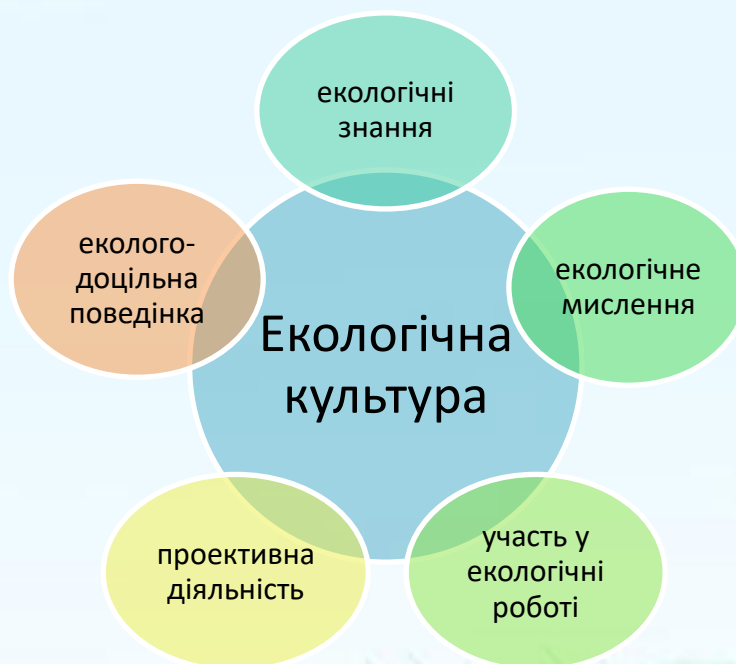 екологічні
знання
екологічне
мислення
участь у
екологічні
роботі
проективна
діяльність
еколого-
доцільна
поведінка
Екологічна
культура